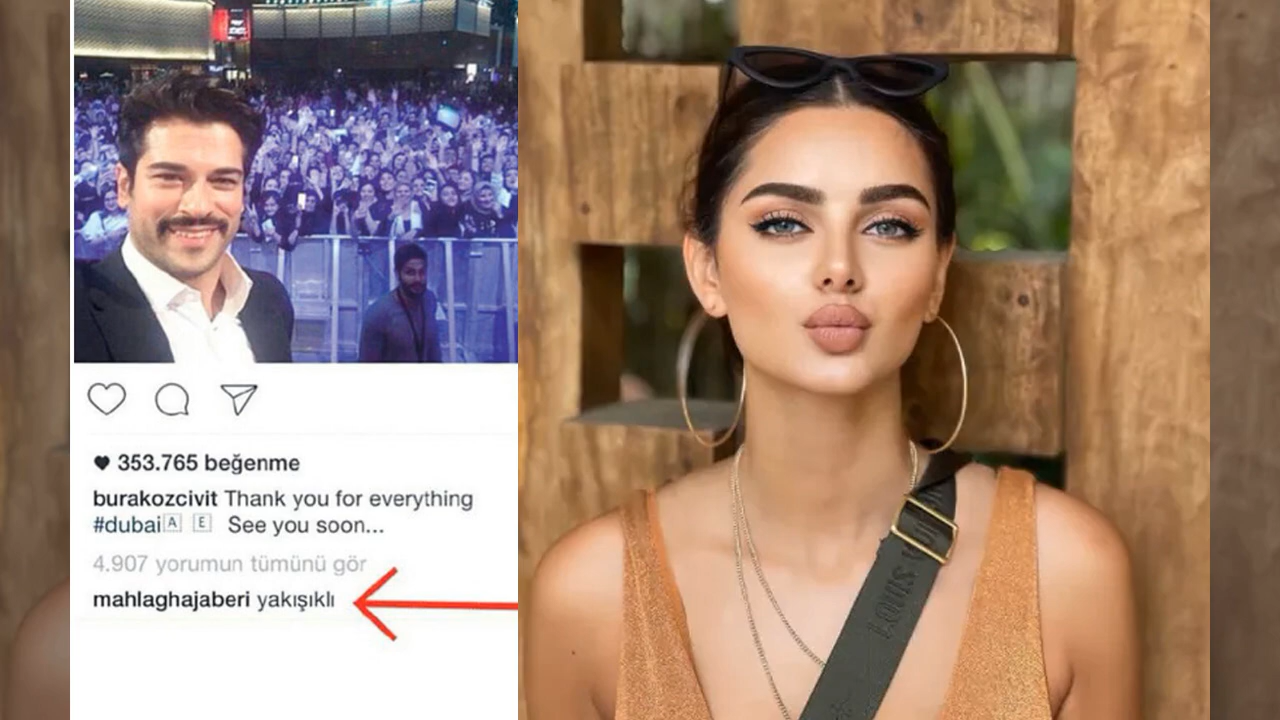 353.765 beğenme
burakozcivit Thank you for everything
#dubai🇦 🇪 See you soon...
4.907 yorumun tümünü gör
mahlaghajaberi yakışıklı